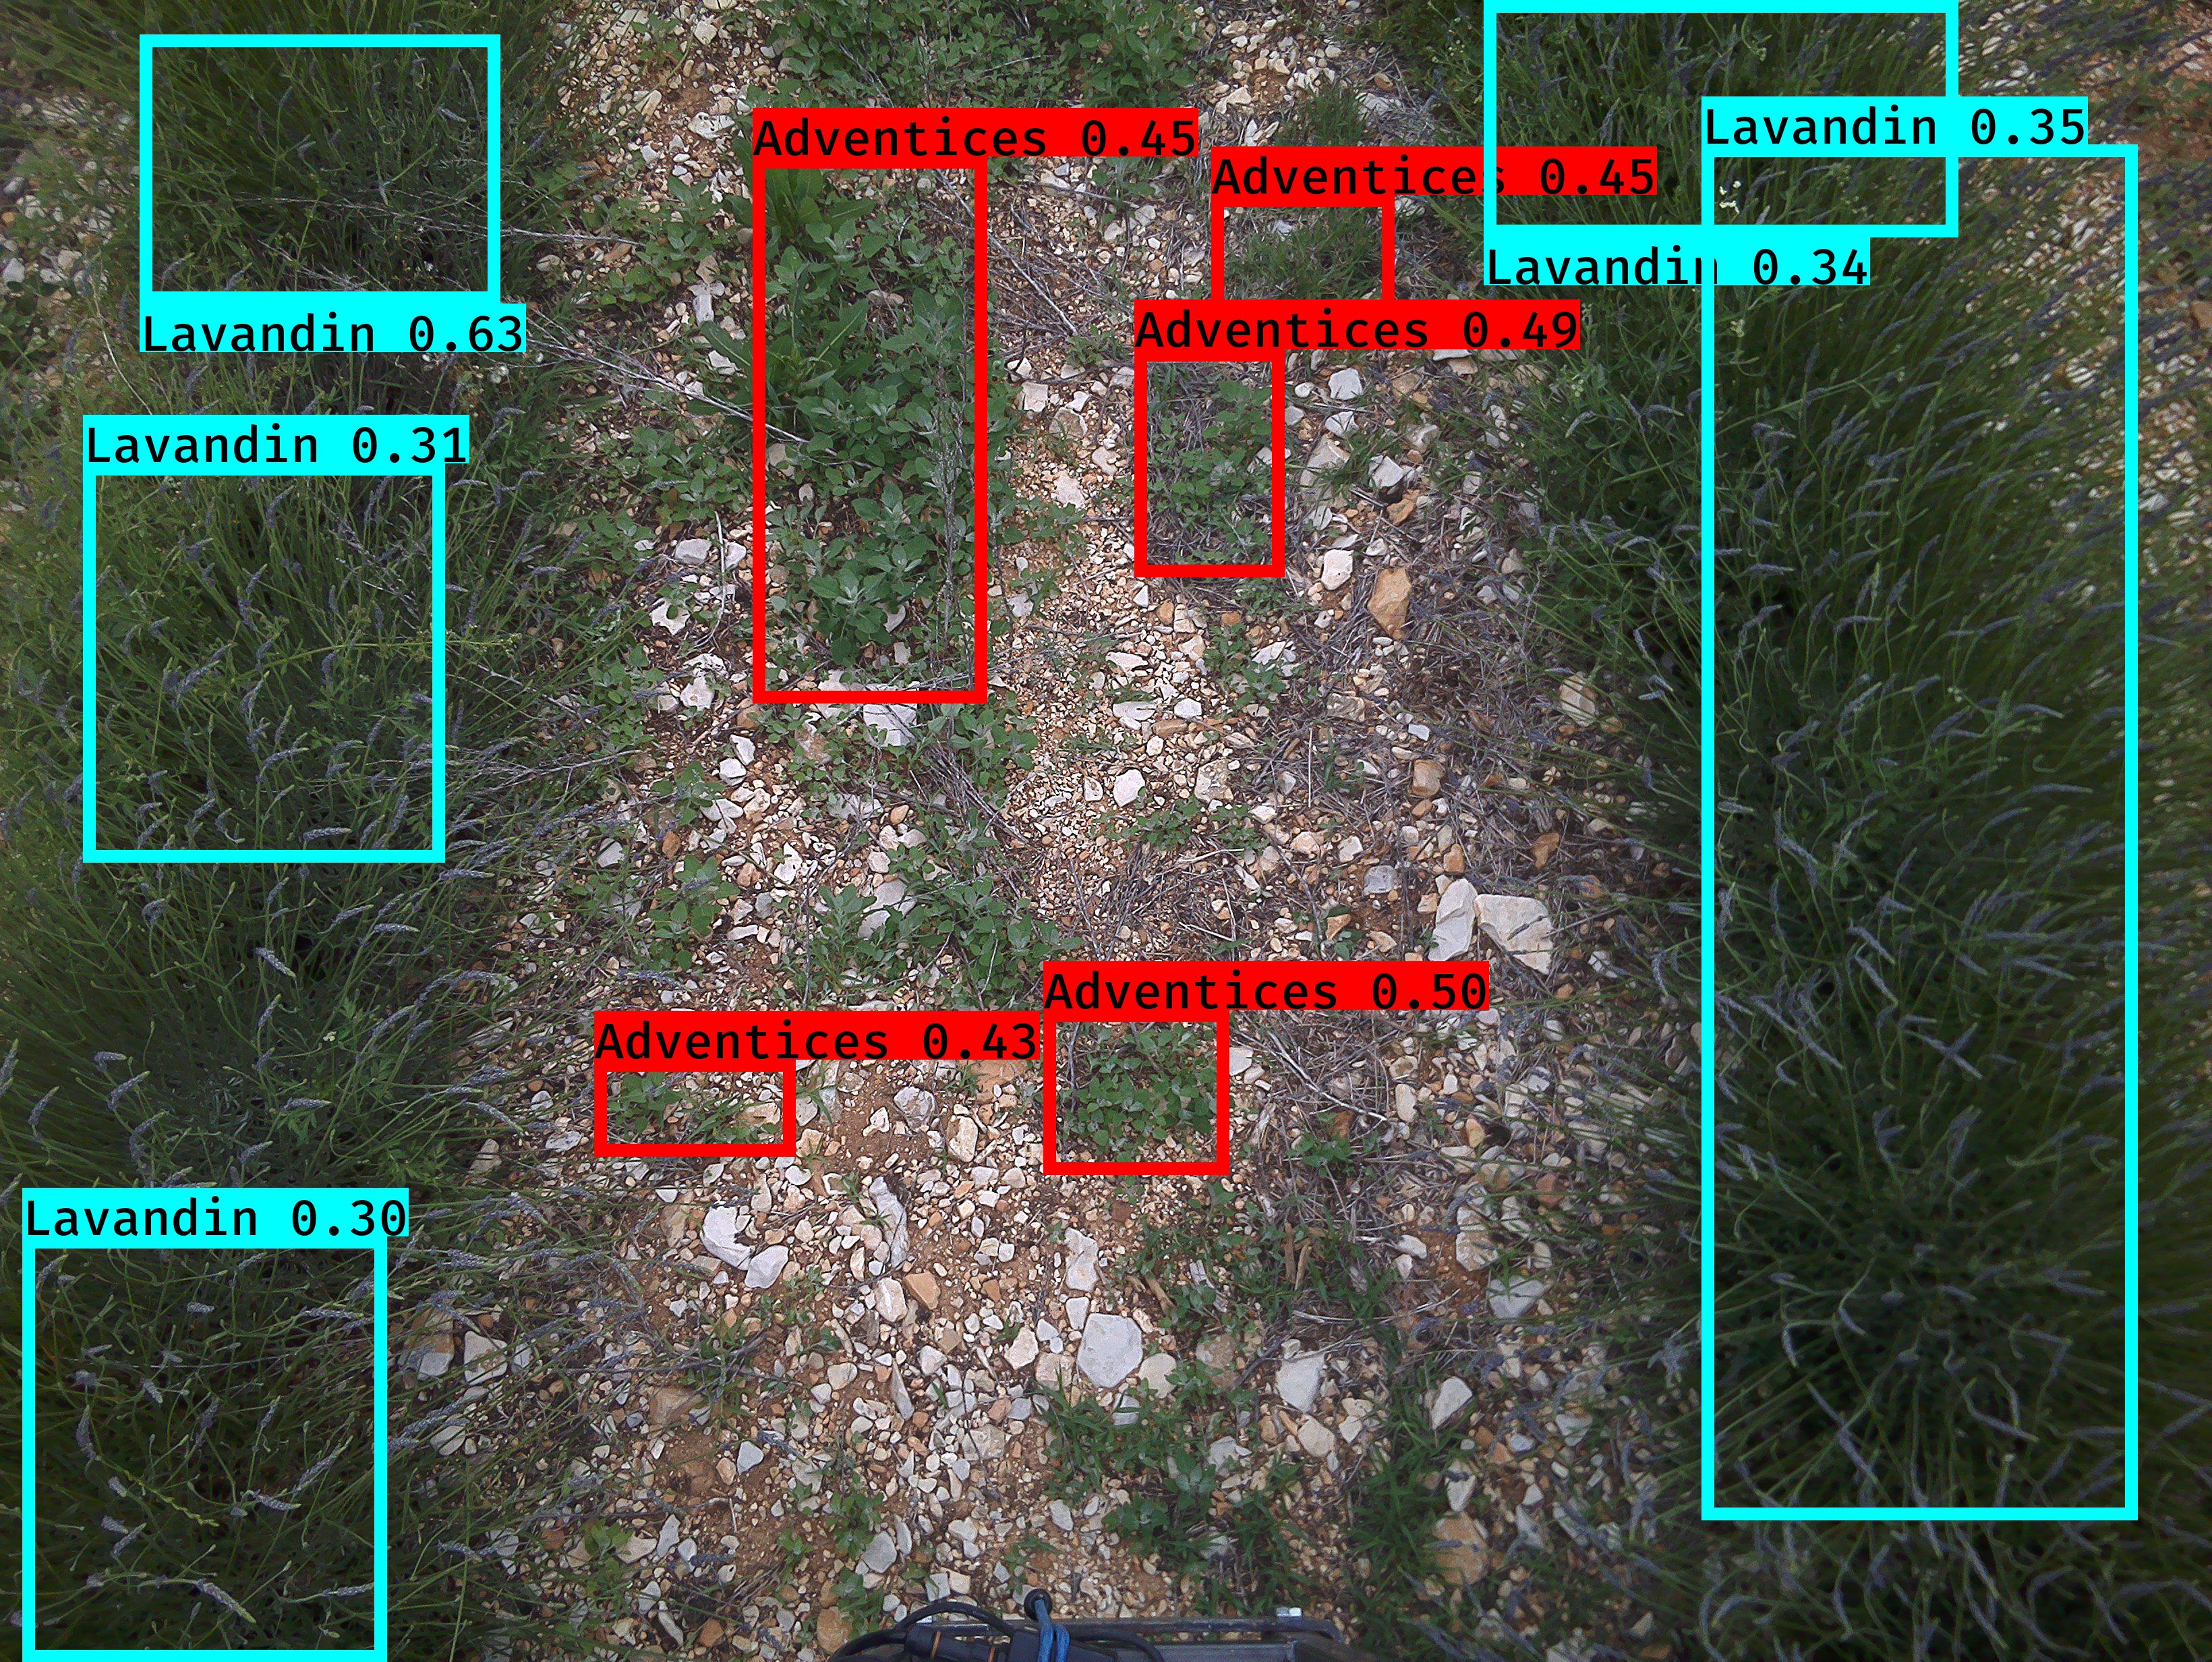 Lavandin 0.35
Adventices 0.45
Adventices 0.45
Lavandin 0.34
Lavandin 0.63
Adventices 0.49
Lavandin 0.31
Adventices 0.50
Adventices 0.43
Lavandin 0.30